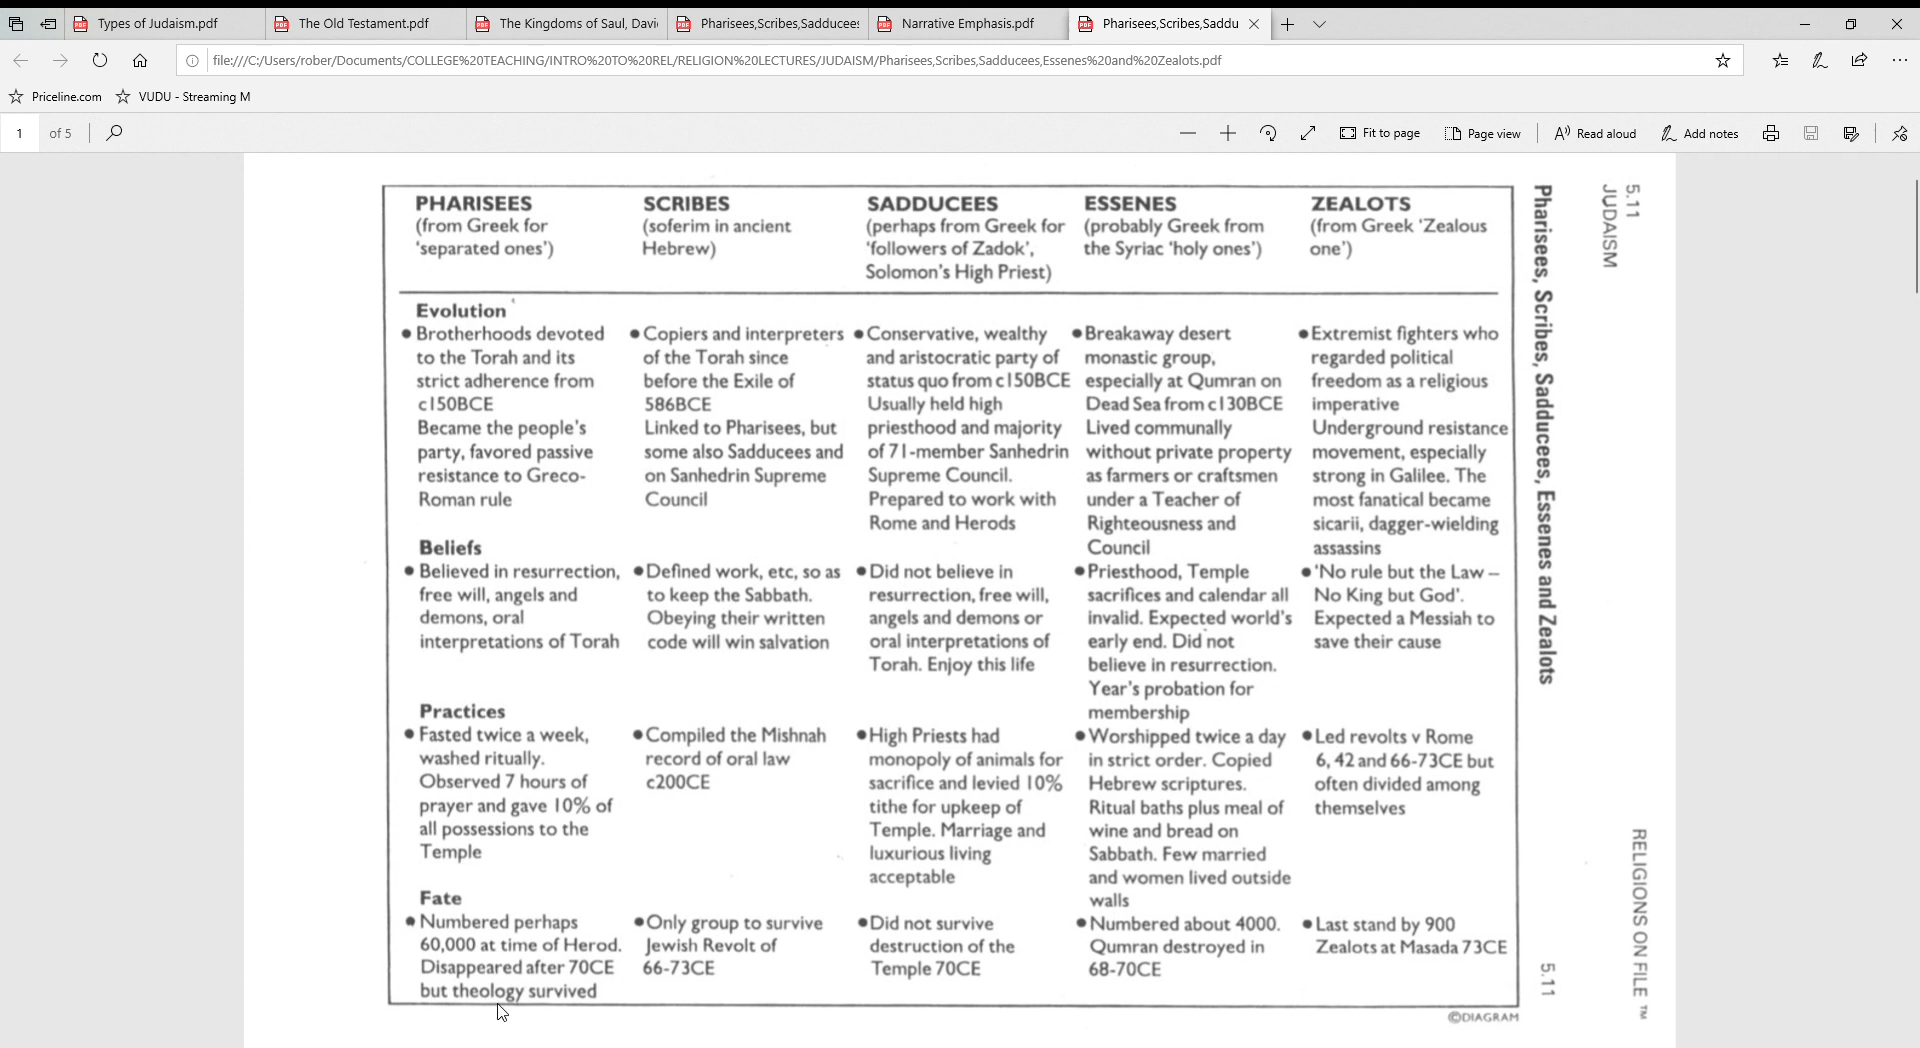 Types of Judaism.pdf
The Old Testament.pdf
The Kingdoms of Saul, Davi
Pharisees,Scribes,Sadducees
Narrative Emphasis.pdf
Pharisees,Scribes,Saddu
file:///C:/Users/rober/Documents/COLLEGE%20TEACHING/INTRO%20TO%20REL/RELIGION%20LECTURES/JUDAISM/Pharisees,Scribes,Sadducees,Essenes%20and%20Zealots.pdf
Priceline.com
VUDU - Streaming M
1 of 5
Fit to page
Page view
Read aloud
Add notes
PHARISEES
(from Greek for
'separated ones')
SCRIBES
(soferim in ancient
Hebrew)
SADDUCEES
(perhaps from Greek for
'followers of Zadok',
Solomon's High Priest)
ESSENES
(probably Greek from
the Syriac 'holy ones')
ZEALOTS
(from Greek 'Zealous
one')
Evolution
• Brotherhoods devoted
to the Torah and its
strict adherence from
c150BCE
Became the people's
party, favored passive
resistance to Greco-
Roman rule
• Copiers and interpreters
of the Torah since
before the Exile of
586BCE
Linked to Pharisees, but
some also Sadducees and
on Sanhedrin Supreme
Council
• Conservative, wealthy
and aristocratic party of
status quo from c150BCE
Usually held high
priesthood and majority
of 71-member Sanhedrin
Supreme Council.
Prepared to work with
Rome and Herods
• Breakaway desert
monastic group,
especially at Qumran on
Dead Sea from c130BCE
Lived communally
without private property
as farmers or craftsmen
under a Teacher of
Righteousness and
Council
• Extremist fighters who
regarded political
freedom as a religious
imperative
Underground resistance
movement, especially
strong in Galilee. The
most fanatical became
sicarii, dagger-wielding
assassins
Beliefs
• Believed in resurrection,
free will, angels and
demons, oral
interpretations of Torah
• Defined work, etc, so as
to keep the Sabbath.
Obeying their written
code will win salvation
• Did not believe in
resurrection, free will,
angels and demons or
oral interpretations of
Torah. Enjoy this life
• Priesthood, Temple
sacrifices and calendar all
invalid. Expected world's
early end. Did not
believe in resurrection.
Year's probation for
membership
• 'No rule but the Law –
No King but God'.
Expected a Messiah to
save their cause
Practices
• Fasted twice a week,
washed ritually.
Observed 7 hours of
prayer and gave 10% of
all possessions to the
Temple
• Compiled the Mishnah
record of oral law
c200CE
• High Priests had
monopoly of animals for
sacrifice and levied 10%
tithe for upkeep of
Temple. Marriage and
luxurious living
acceptable
• Worshipped twice a day
in strict order. Copied
Hebrew scriptures.
Ritual baths plus meal of
wine and bread on
Sabbath. Few married
and women lived outside
walls
• Led revolts v Rome
6, 42 and 66-73CE but
often divided among
themselves
Fate
• Numbered perhaps
60,000 at time of Herod.
Disappeared after 70CE
but theology survived
• Only group to survive
Jewish Revolt of
66-73CE
• Did not survive
destruction of the
Temple 70CE
• Numbered about 4000.
Qumran destroyed in
68-70CE
• Last stand by 900
Zealots at Masada 73CE
©DIAGRAM
Pharisees, Scribes, Sadducees, Essenes and Zealots
5.11
5.11
JUDAISM
RELIGIONS ON FILE ™